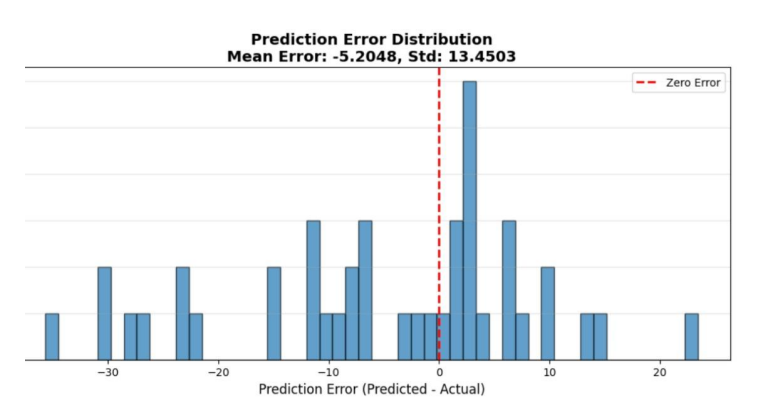 Prediction Error Distribution
Mean Error: -5.2048, Std: 13.4503
Zero Error
−30 −20 −10 0 10 20
Prediction Error (Predicted - Actual)